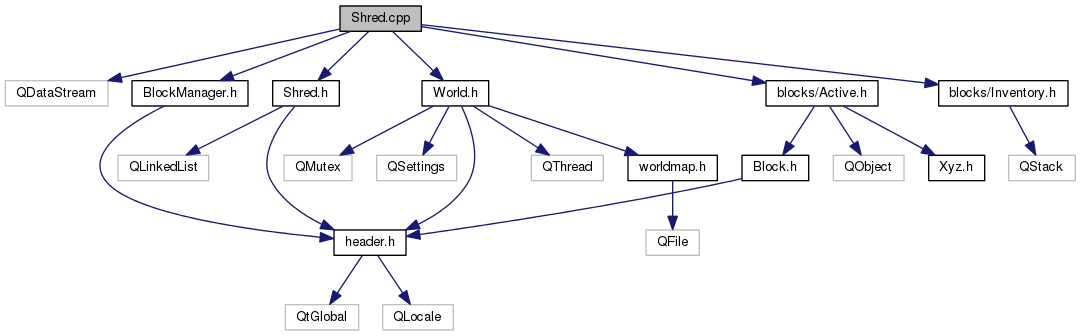 Shred.cpp
QDataStream
BlockManager.h
Shred.h
World.h
blocks/Active.h
blocks/Inventory.h
QLinkedList
QMutex
QSettings
QThread
worldmap.h
Block.h
QObject
Xyz.h
QStack
header.h
QFile
QtGlobal
QLocale